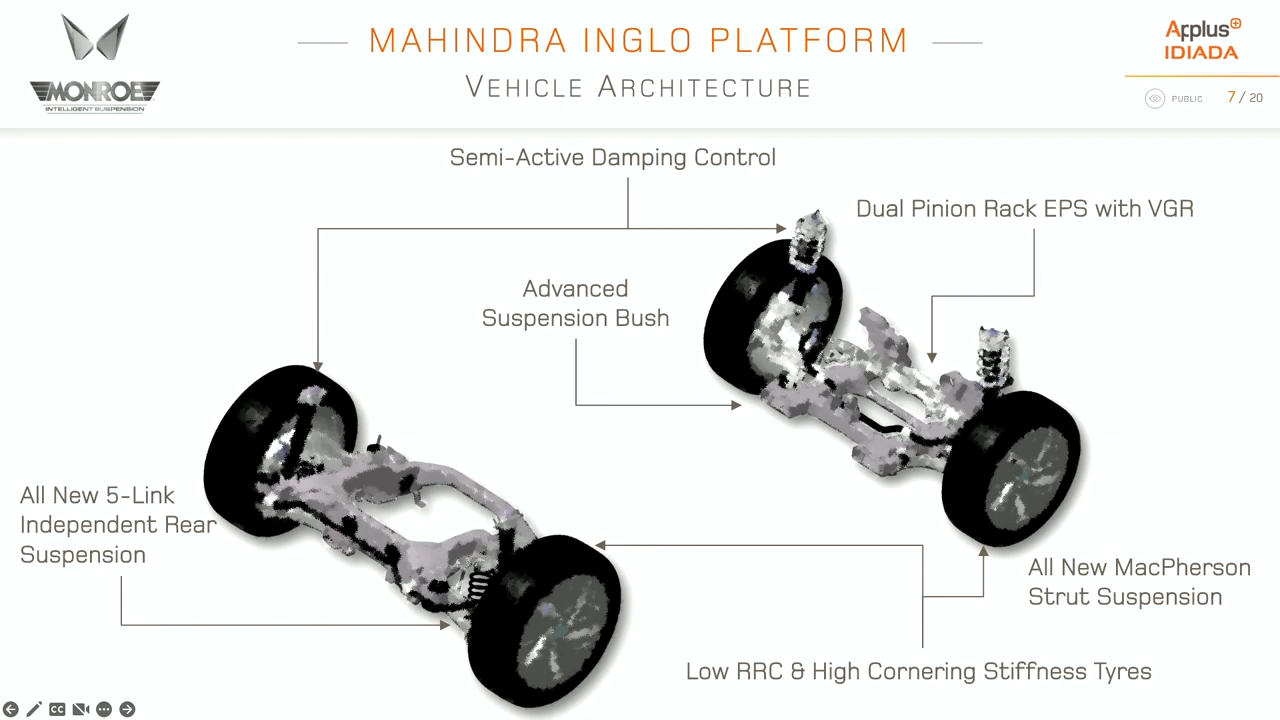 MAHINDRA INGLO PLATFORM
VEHICLE ARCHITECTURE
MONROE
INTELLIGENT SUSPENSION
Applus+
IDIADA
PUBLIC
7 / 20
Semi-Active Damping Control
Dual Pinion Rack EPS with VGR
Advanced
Suspension Bush
All New 5-Link
Independent Rear
Suspension
All New MacPherson
Strut Suspension
Low RRC & High Cornering Stiffness Tyres
CC